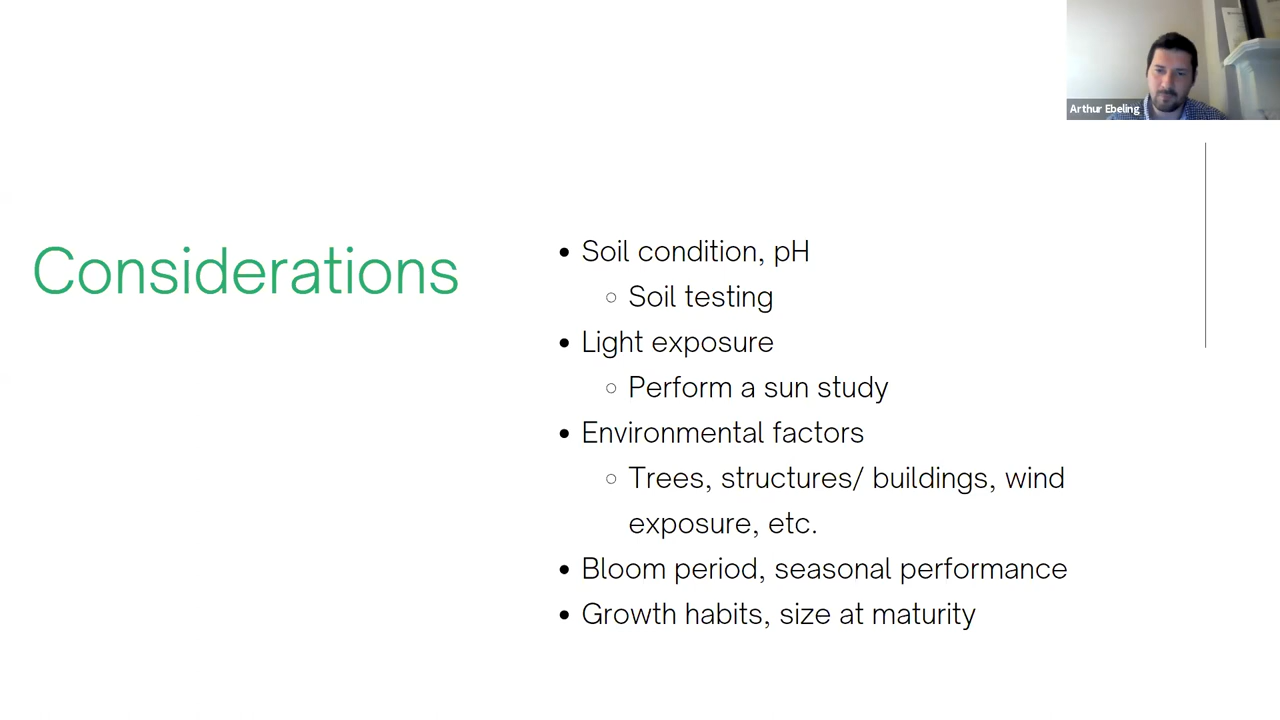 Arthur Ebeling
Considerations
• Soil condition, pH
○ Soil testing
• Light exposure
○ Perform a sun study
• Environmental factors
○ Trees, structures/ buildings, wind
exposure, etc.
• Bloom period, seasonal performance
• Growth habits, size at maturity